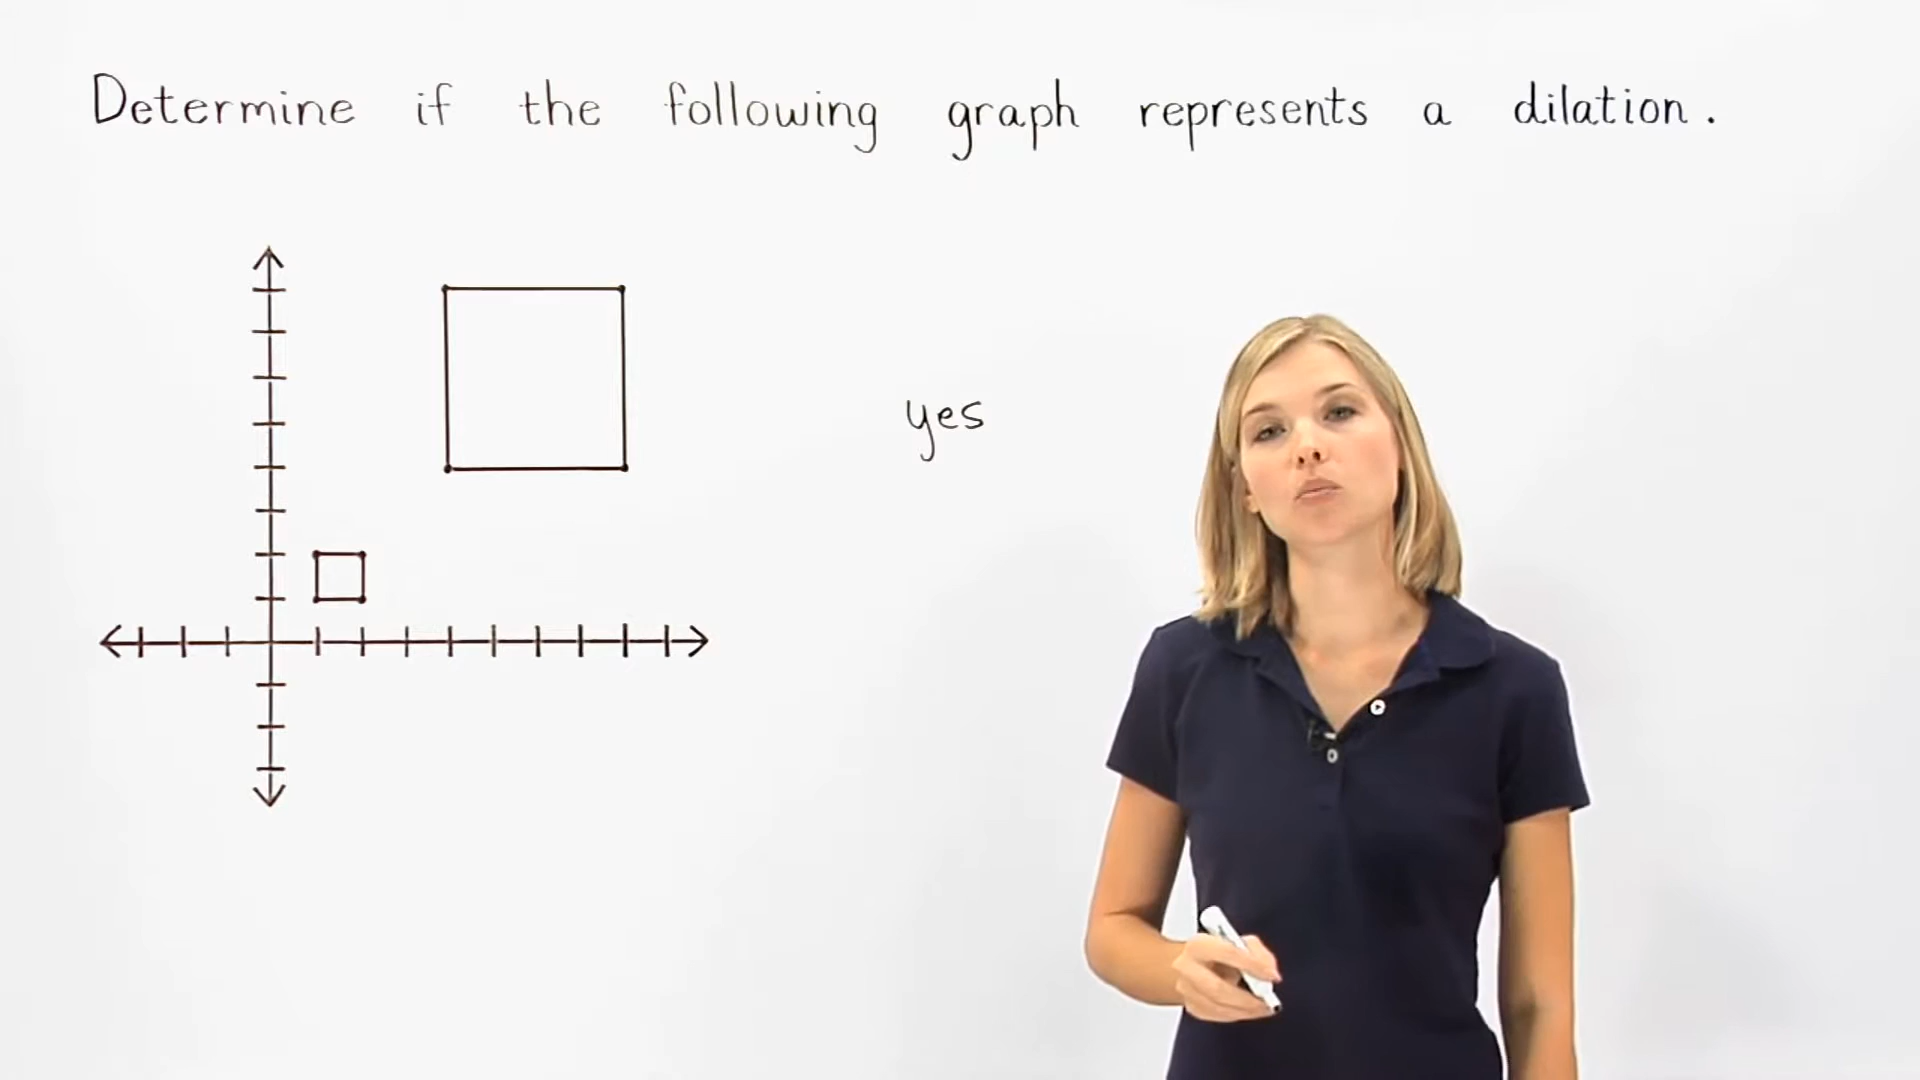 Determine if the following graph represents a dilation.
yes